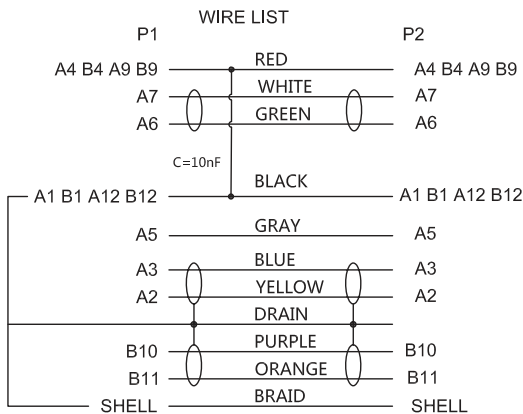 WIRE LIST
P1 P2
A4 B4 A9 B9 RED A4 B4 A9 B9
A7 WHITE A7
A6 GREEN A6
C=10nF
A1 B1 A12 B12 BLACK A1 B1 A12 B12
A5 GRAY A5
A3 BLUE A3
A2 YELLOW A2
DRAIN
B10 PURPLE B10
B11 ORANGE B11
SHELL BRAID SHELL